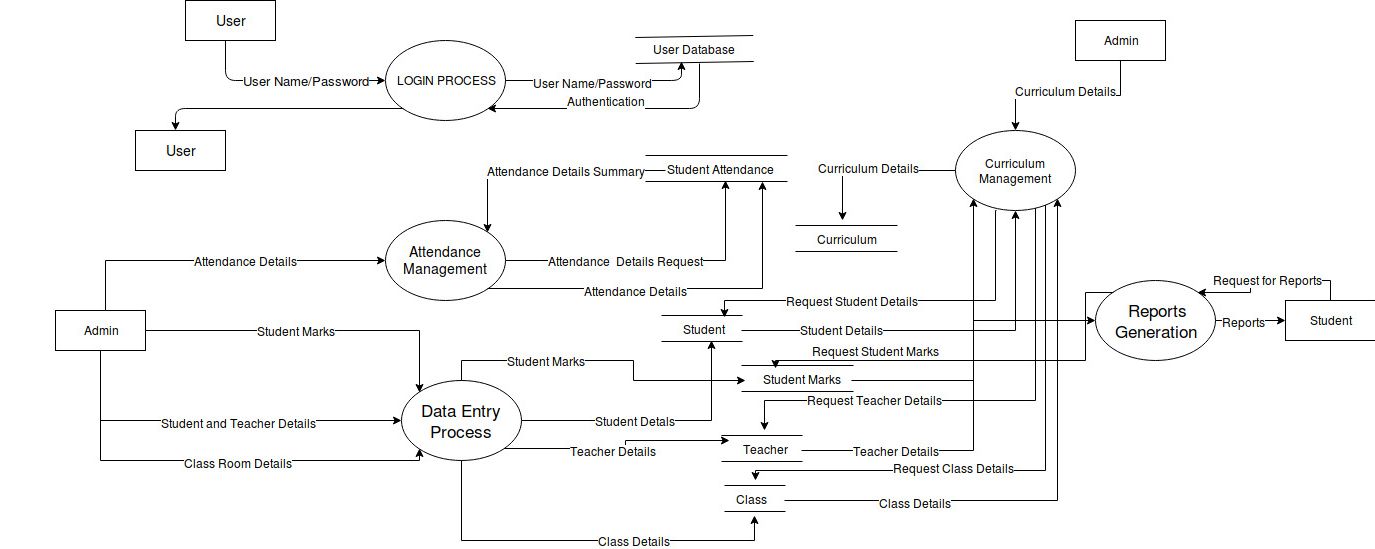 User
User Name/Password
LOGIN PROCESS
User Name/Password
User Database
Authentication
User
Admin
Curriculum Details
Curriculum
Management
Curriculum Details
Curriculum
Attendance Details Summary
Student Attendance
Attendance Details
Attendance
Management
Attendance  Details Request
Attendance Details
Admin
Student Marks
Student and Teacher Details
Class Room Details
Data Entry
Process
Student Marks
Student Detals
Teacher Details
Class Details
Request Student Details
Student
Student Details
Request Student Marks
Student Marks
Request Teacher Details
Teacher
Teacher Details
Request Class Details
Class
Class Details
Reports
Generation
Request for Reports
Reports
Student